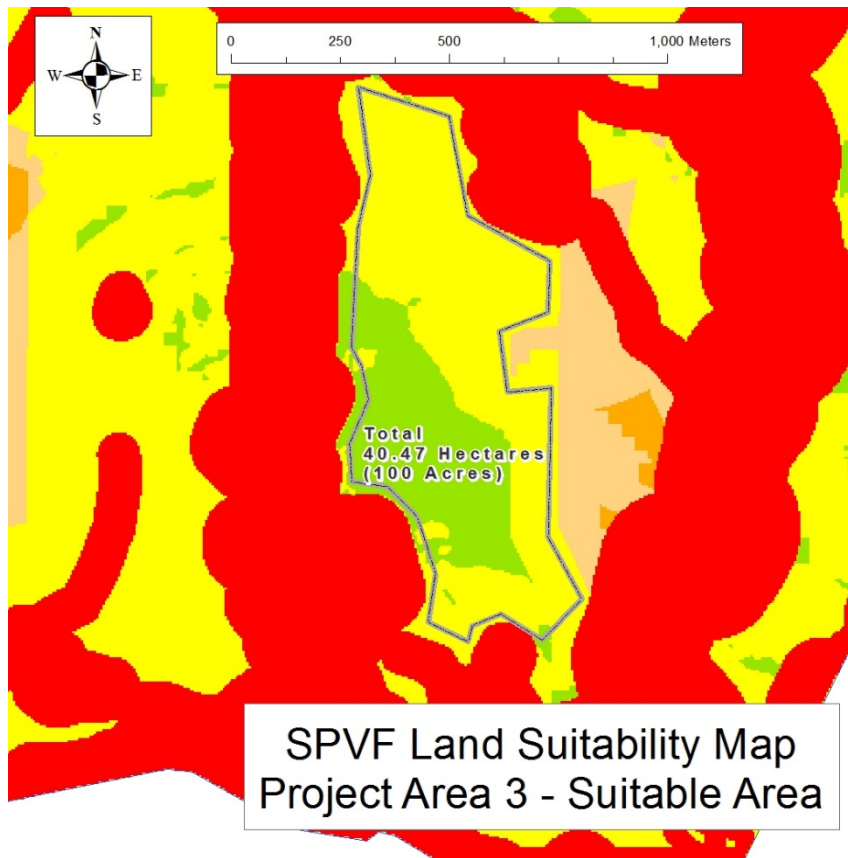 N
W E
S
0 250 500 1,000 Meters
Total
40.47 Hectares
(100 Acres)
SPVF Land Suitability Map
Project Area 3 - Suitable Area